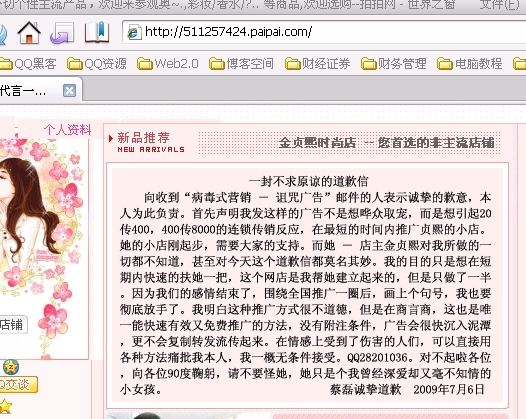 一切个性主流产品，欢迎来参观奥~.,彩妆/香水/?.. 等商品,欢迎选购--拍拍网 - 世界之窗 文件(F)
http://511257424.paipai.com/
QQ黑客 QQ资源 Web2.0 博客空间 财经证券 财务管理 电脑教程
代言一...
个人资料
新品推荐
NEW ARRIVALS
金贞熙时尚店 -- 您首选的非主流店铺
一封不求原谅的道歉信
向收到“病毒式营销 — 诅咒广告”邮件的人表示诚挚的歉意，本
人为此负责。首先声明我发这样的广告不是想哗众取宠，而是想引起20
传400，400传8000的连锁传销反应，在最短的时间内推广贞熙的小店。
她的小店刚起步，需要大家的支持。而她 — 店主金贞熙对我所做的一
切都不知道，甚至对今天这个道歉信都莫名其妙。我的目的只是想在短
期内快速的扶她一把，这个网店是我帮她建立起来的，但是只做了一半
。因为我们的感情结束了，围绕全国推广一圈后，画上个句号，我也要
彻底放手了。我明白这种推广方式很不道德，但是在商言商，这也是唯
一能快速有效又免费推广的方法，没有附注条件，广告会很快沉入泥潭
，更不会复制转发流传起来。在情感上受到了伤害的人们，可以直接用
各种方法痛批我本人，我一概无条件接受。QQ28201036。对不起啦各位
，向各位90度鞠躬，请不要怪她，她只是个我曾经深爱却又毫不知情的
小女孩。 蔡磊诚挚道歉 2009年7月6日
店铺
QQ交谈